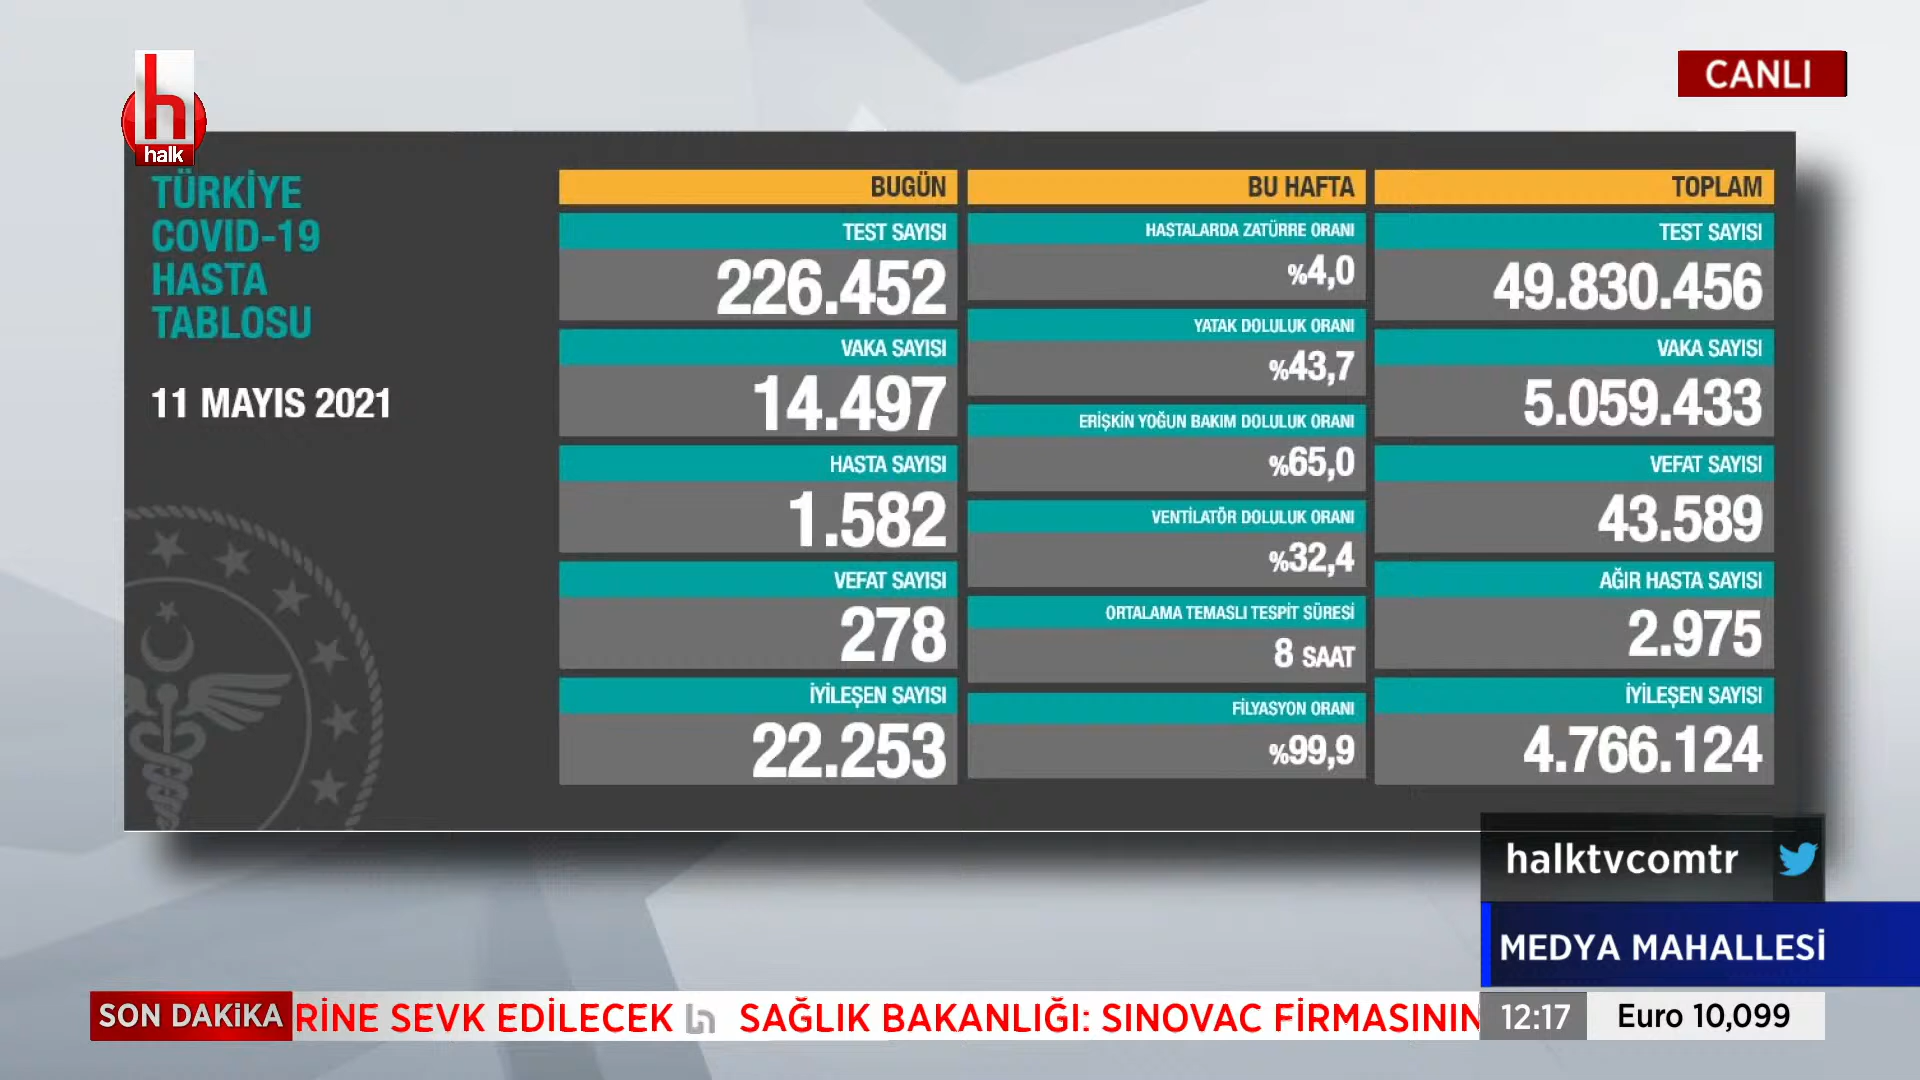 h
halk
CANLI
TÜRKİYE
COVID-19
HASTA
TABLOSU
11 MAYIS 2021
BUGÜN
TEST SAYISI
226.452
VAKA SAYISI
14.497
HASTA SAYISI
1.582
VEFAT SAYISI
278
İYİLEŞEN SAYISI
22.253
BU HAFTA
HASTALARDA ZATÜRRE ORANI
%4,0
YATAK DOLULUK ORANI
%43,7
ERİŞKİN YOĞUN BAKIM DOLULUK ORANI
%65,0
VENTİLATÖR DOLULUK ORANI
%32,4
ORTALAMA TEMASLI TESPİT SÜRESİ
8 SAAT
FİLYASYON ORANI
%99,9
TOPLAM
TEST SAYISI
49.830.456
VAKA SAYISI
5.059.433
VEFAT SAYISI
43.589
AĞIR HASTA SAYISI
2.975
İYİLEŞEN SAYISI
4.766.124
halktvcomtr
MEDYA MAHALLESİ
SON DAKİKA RİNE SEVK EDİLECEK h SAĞLIK BAKANLIĞI: SINOVAC FİRMASININ 12:17 Euro 10,099